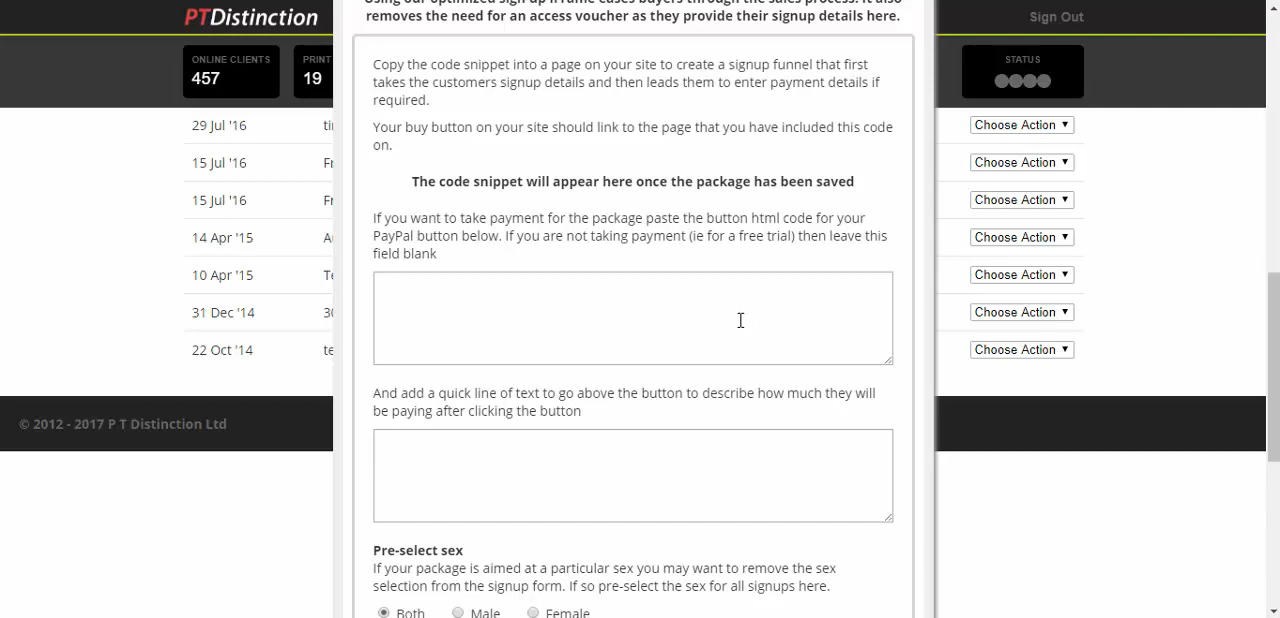 Using our optimized sign up iframe eases buyers through the sales process. It also
removes the need for an access voucher as they provide their signup details here.
PTDistinction
Sign Out
ONLINE CLIENTS
457
PRINT
19
STATUS
Copy the code snippet into a page on your site to create a signup funnel that first
takes the customers signup details and then leads them to enter payment details if
required.
Your buy button on your site should link to the page that you have included this code
on.
The code snippet will appear here once the package has been saved
If you want to take payment for the package paste the button html code for your
PayPal button below. If you are not taking payment (ie for a free trial) then leave this
field blank
And add a quick line of text to go above the button to describe how much they will
be paying after clicking the button
Pre-select sex
If your package is aimed at a particular sex you may want to remove the sex
selection from the signup form. If so pre-select the sex for all signups here.
Both Male Female
29 Jul '16 Choose Action
15 Jul '16 Choose Action
15 Jul '16 Choose Action
14 Apr '15 Choose Action
10 Apr '15 Choose Action
31 Dec '14 Choose Action
22 Oct '14 Choose Action
© 2012 - 2017 P T Distinction Ltd